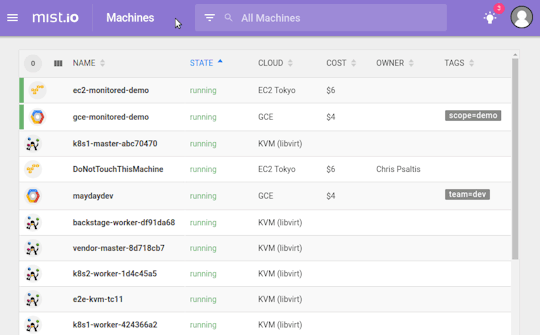 mist.io Machines All Machines 3
0 NAME STATE CLOUD COST OWNER TAGS
ec2-monitored-demo running EC2 Tokyo $6
gce-monitored-demo running GCE $4 scope=demo
k8s1-master-abc70470 running KVM (libvirt)
DoNotTouchThisMachine running EC2 Tokyo $6 Chris Psaltis
maydaydev running GCE $4 team=dev
backstage-worker-df91da68 running KVM (libvirt)
vendor-master-8d718cb7 running KVM (libvirt)
k8s2-worker-1d4c45a5 running KVM (libvirt)
e2e-kvm-tc11 running KVM (libvirt)
k8s1-worker-424366a2 running KVM (libvirt)